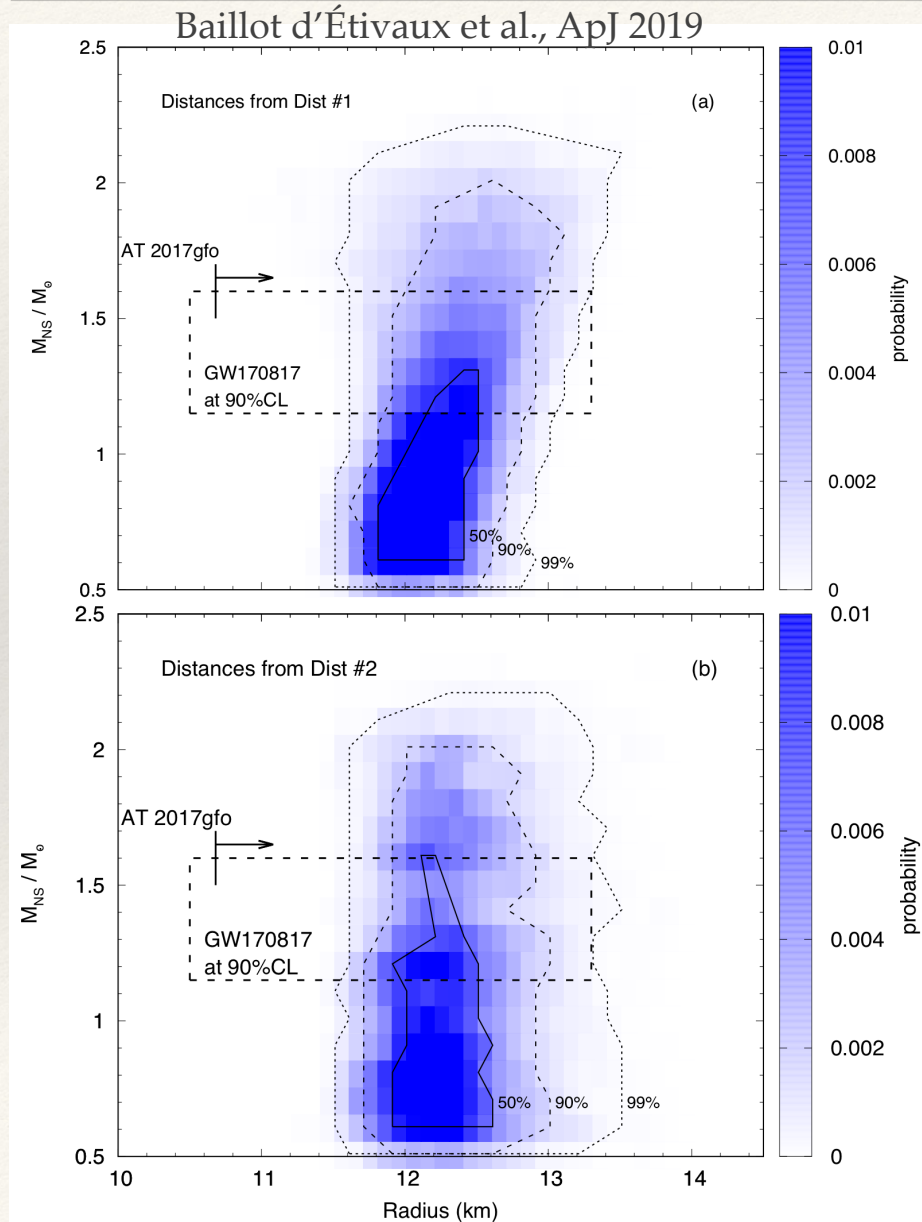 Baillot d'Étivaux et al., ApJ 2019
2.5
2
1.5
1
0.5
M_NS / M_⊙
Distances from Dist #1
(a)
AT 2017gfo
GW170817
at 90%CL
50%
90%
99%
0.01
0.008
0.006
0.004
0.002
0
probability
2.5
2
1.5
1
0.5
M_NS / M_⊙
Distances from Dist #2
(b)
AT 2017gfo
GW170817
at 90%CL
50%
90%
99%
0.01
0.008
0.006
0.004
0.002
0
probability
10
11
12
13
14
Radius (km)